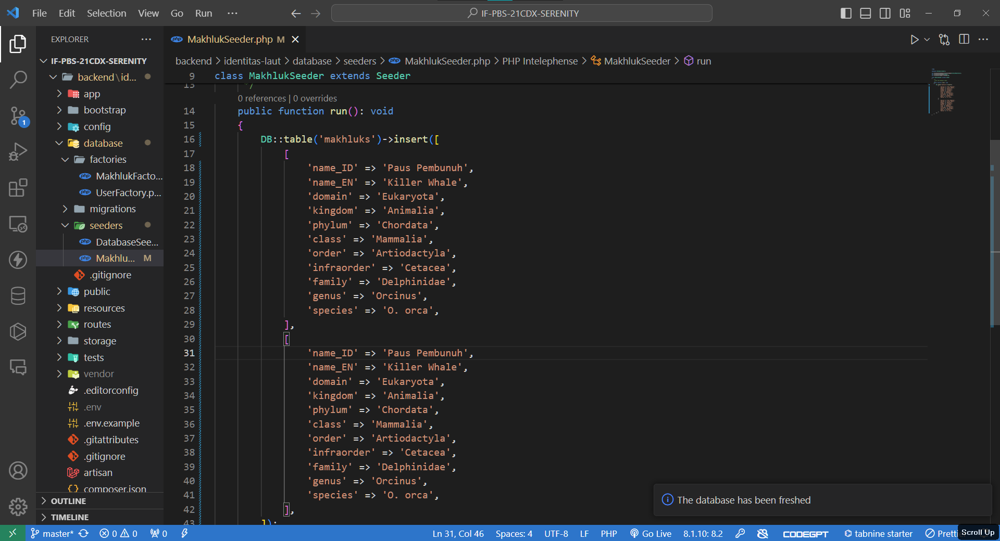 File Edit Selection View Go Run ···
IF-PBS-21CDX-SERENITY
EXPLORER ···
MakhlukSeeder.php M
IF-PBS-21CDX-SERENITY
backend\id...
app
bootstrap
config
database
factories
MakhlukFacto...
UserFactory.p...
migrations
seeders
DatabaseSee...
Makhlu... M
.gitignore
public
resources
routes
storage
tests
vendor
.editorconfig
.env
.env.example
.gitattributes
.gitignore
artisan
composer.json
OUTLINE
TIMELINE
1
backend > identitas-laut > database > seeders > MakhlukSeeder.php > PHP Intelephense > MakhlukSeeder > run
9 class MakhlukSeeder extends Seeder
13 */
0 references | 0 overrides
14 public function run(): void
15 {
16 DB::table('makhluks')->insert([
17 [
18 'name_ID' => 'Paus Pembunuh',
19 'name_EN' => 'Killer Whale',
20 'domain' => 'Eukaryota',
21 'kingdom' => 'Animalia',
22 'phylum' => 'Chordata',
23 'class' => 'Mammalia',
24 'order' => 'Artiodactyla',
25 'infraorder' => 'Cetacea',
26 'family' => 'Delphinidae',
27 'genus' => 'Orcinus',
28 'species' => 'O. orca',
29 ],
30 [
31 'name_ID' => 'Paus Pembunuh',
32 'name_EN' => 'Killer Whale',
33 'domain' => 'Eukaryota',
34 'kingdom' => 'Animalia',
35 'phylum' => 'Chordata',
36 'class' => 'Mammalia',
37 'order' => 'Artiodactyla',
38 'infraorder' => 'Cetacea',
39 'family' => 'Delphinidae',
40 'genus' => 'Orcinus',
41 'species' => 'O. orca',
42 ],
43 ]);
The database has been freshed
master* 0 0 0
Ln 31, Col 46 Spaces: 4 UTF-8 LF PHP Go Live 8.1.10: 8.2 CODEGPT tabnine starter Pretti
Scroll Up